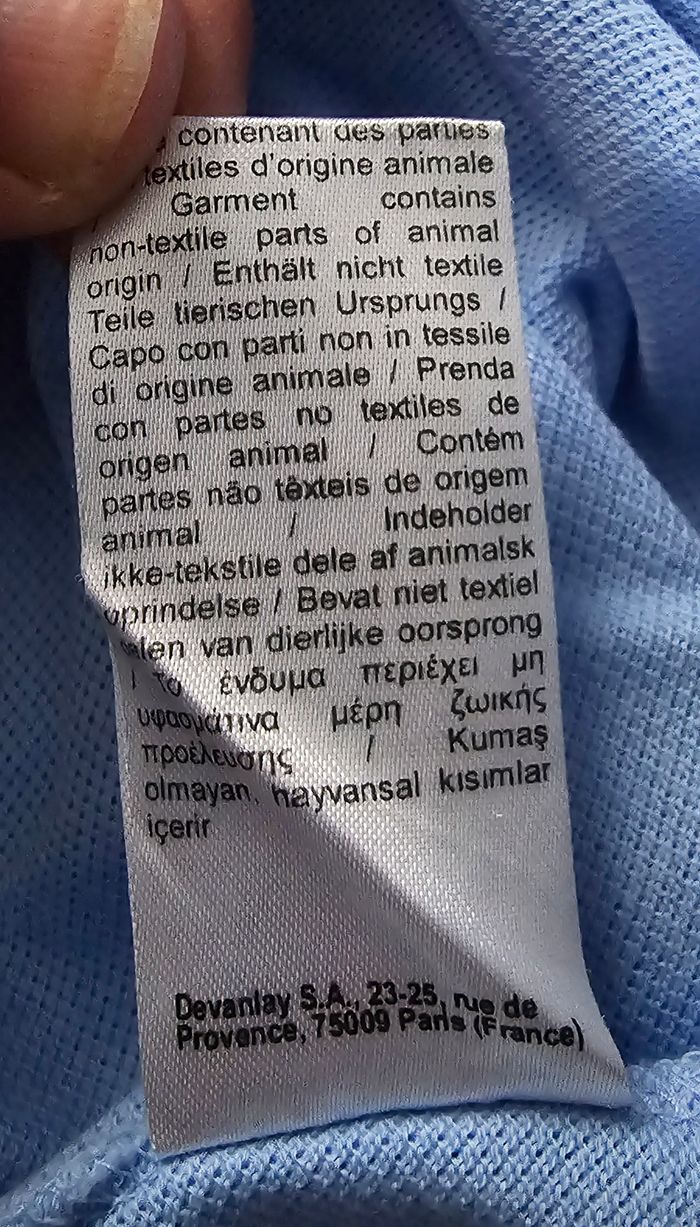 contenant des parties
textiles d'origine animale
/ Garment contains
non-textile parts of animal
origin / Enthält nicht textile
Teile tierischen Ursprungs /
Capo con parti non in tessile
di origine animale / Prenda
con partes no textiles de
origen animal / Contém
partes não têxteis de origem
animal / Indeholder
ikke-tekstile dele af animalsk
oprindelse / Bevat niet textiel
delen van dierlijke oorsprong
/ το ένδυμα περιέχει μη
υφασμάτινα μέρη ζωικής
προέλευσης / Kumaş
olmayan, hayvansal kısımlar
içerir
Devanlay S.A., 23-25, rue de
Provence, 75009 Paris (France)